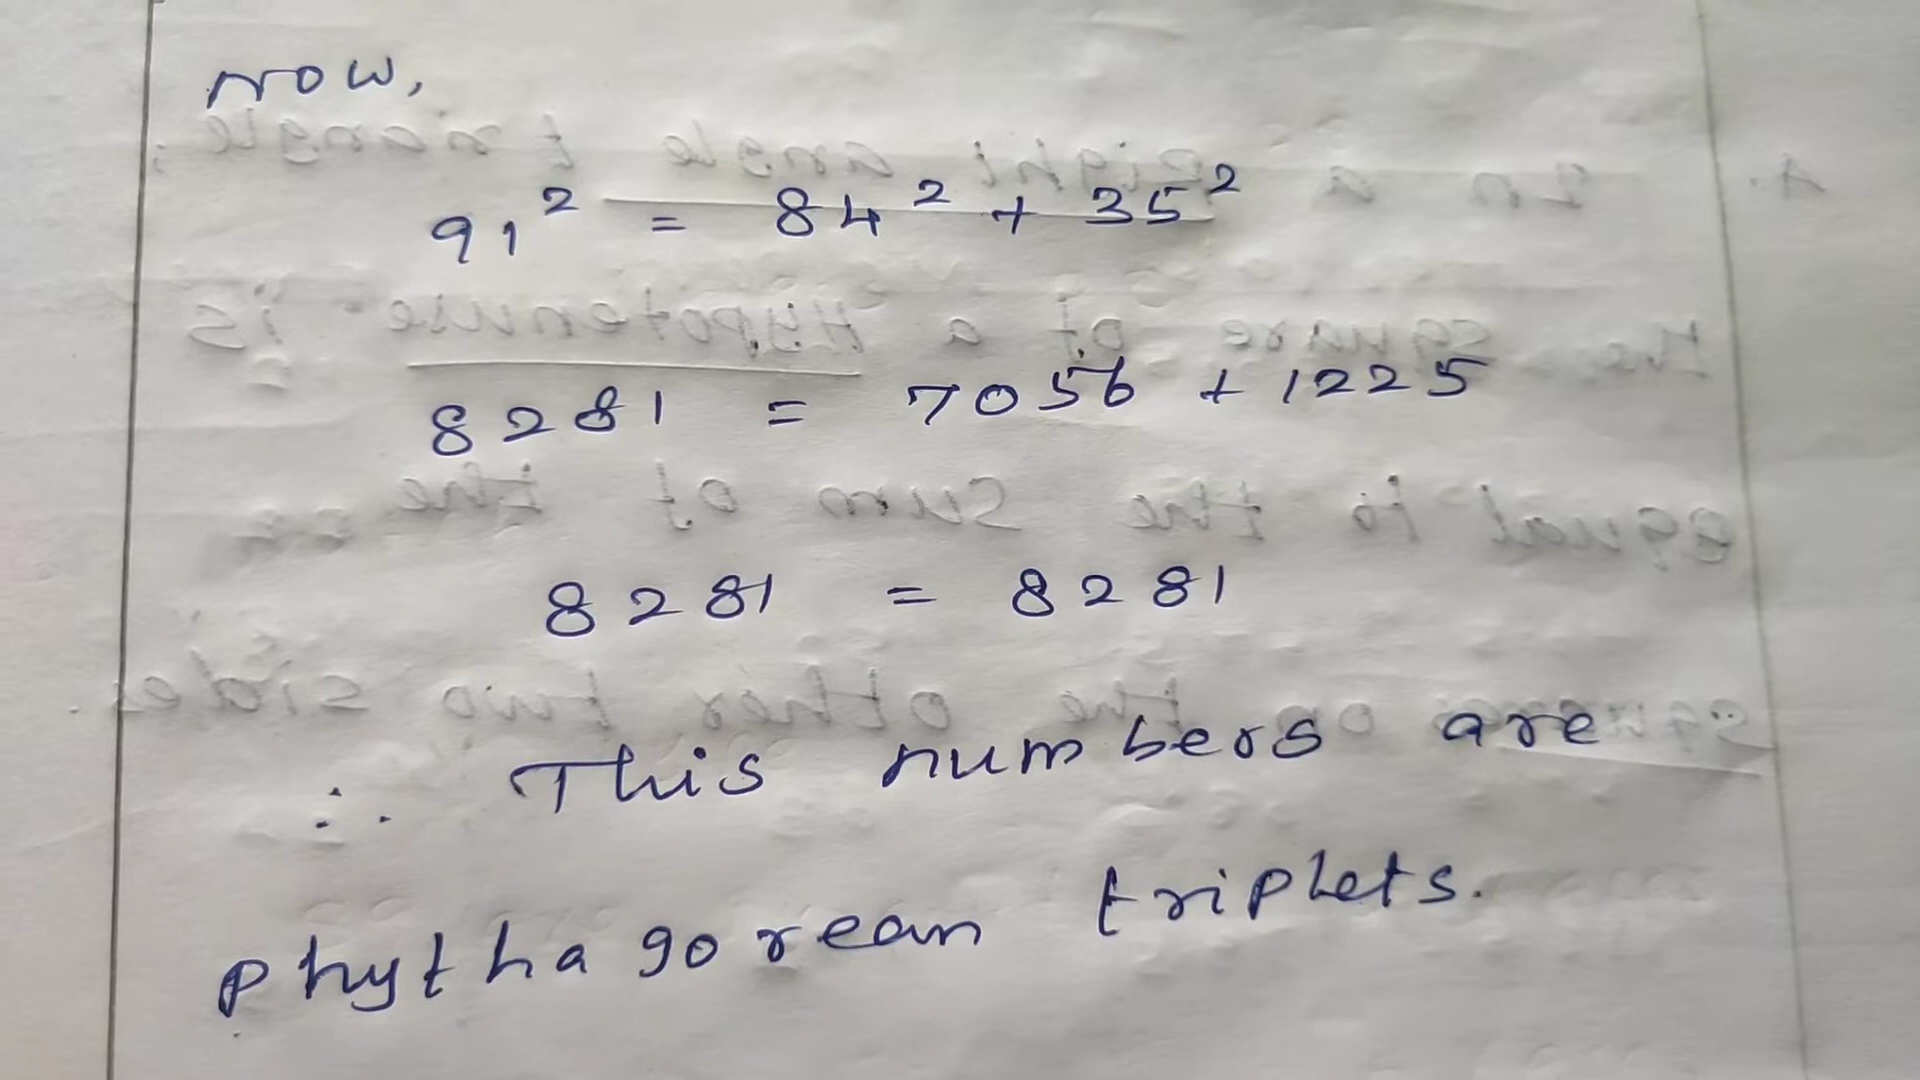 Now,
91² = 84² + 35²
8281 = 7056 + 1225
8281 = 8281
∴ This numbers are
phythagorean triplets.